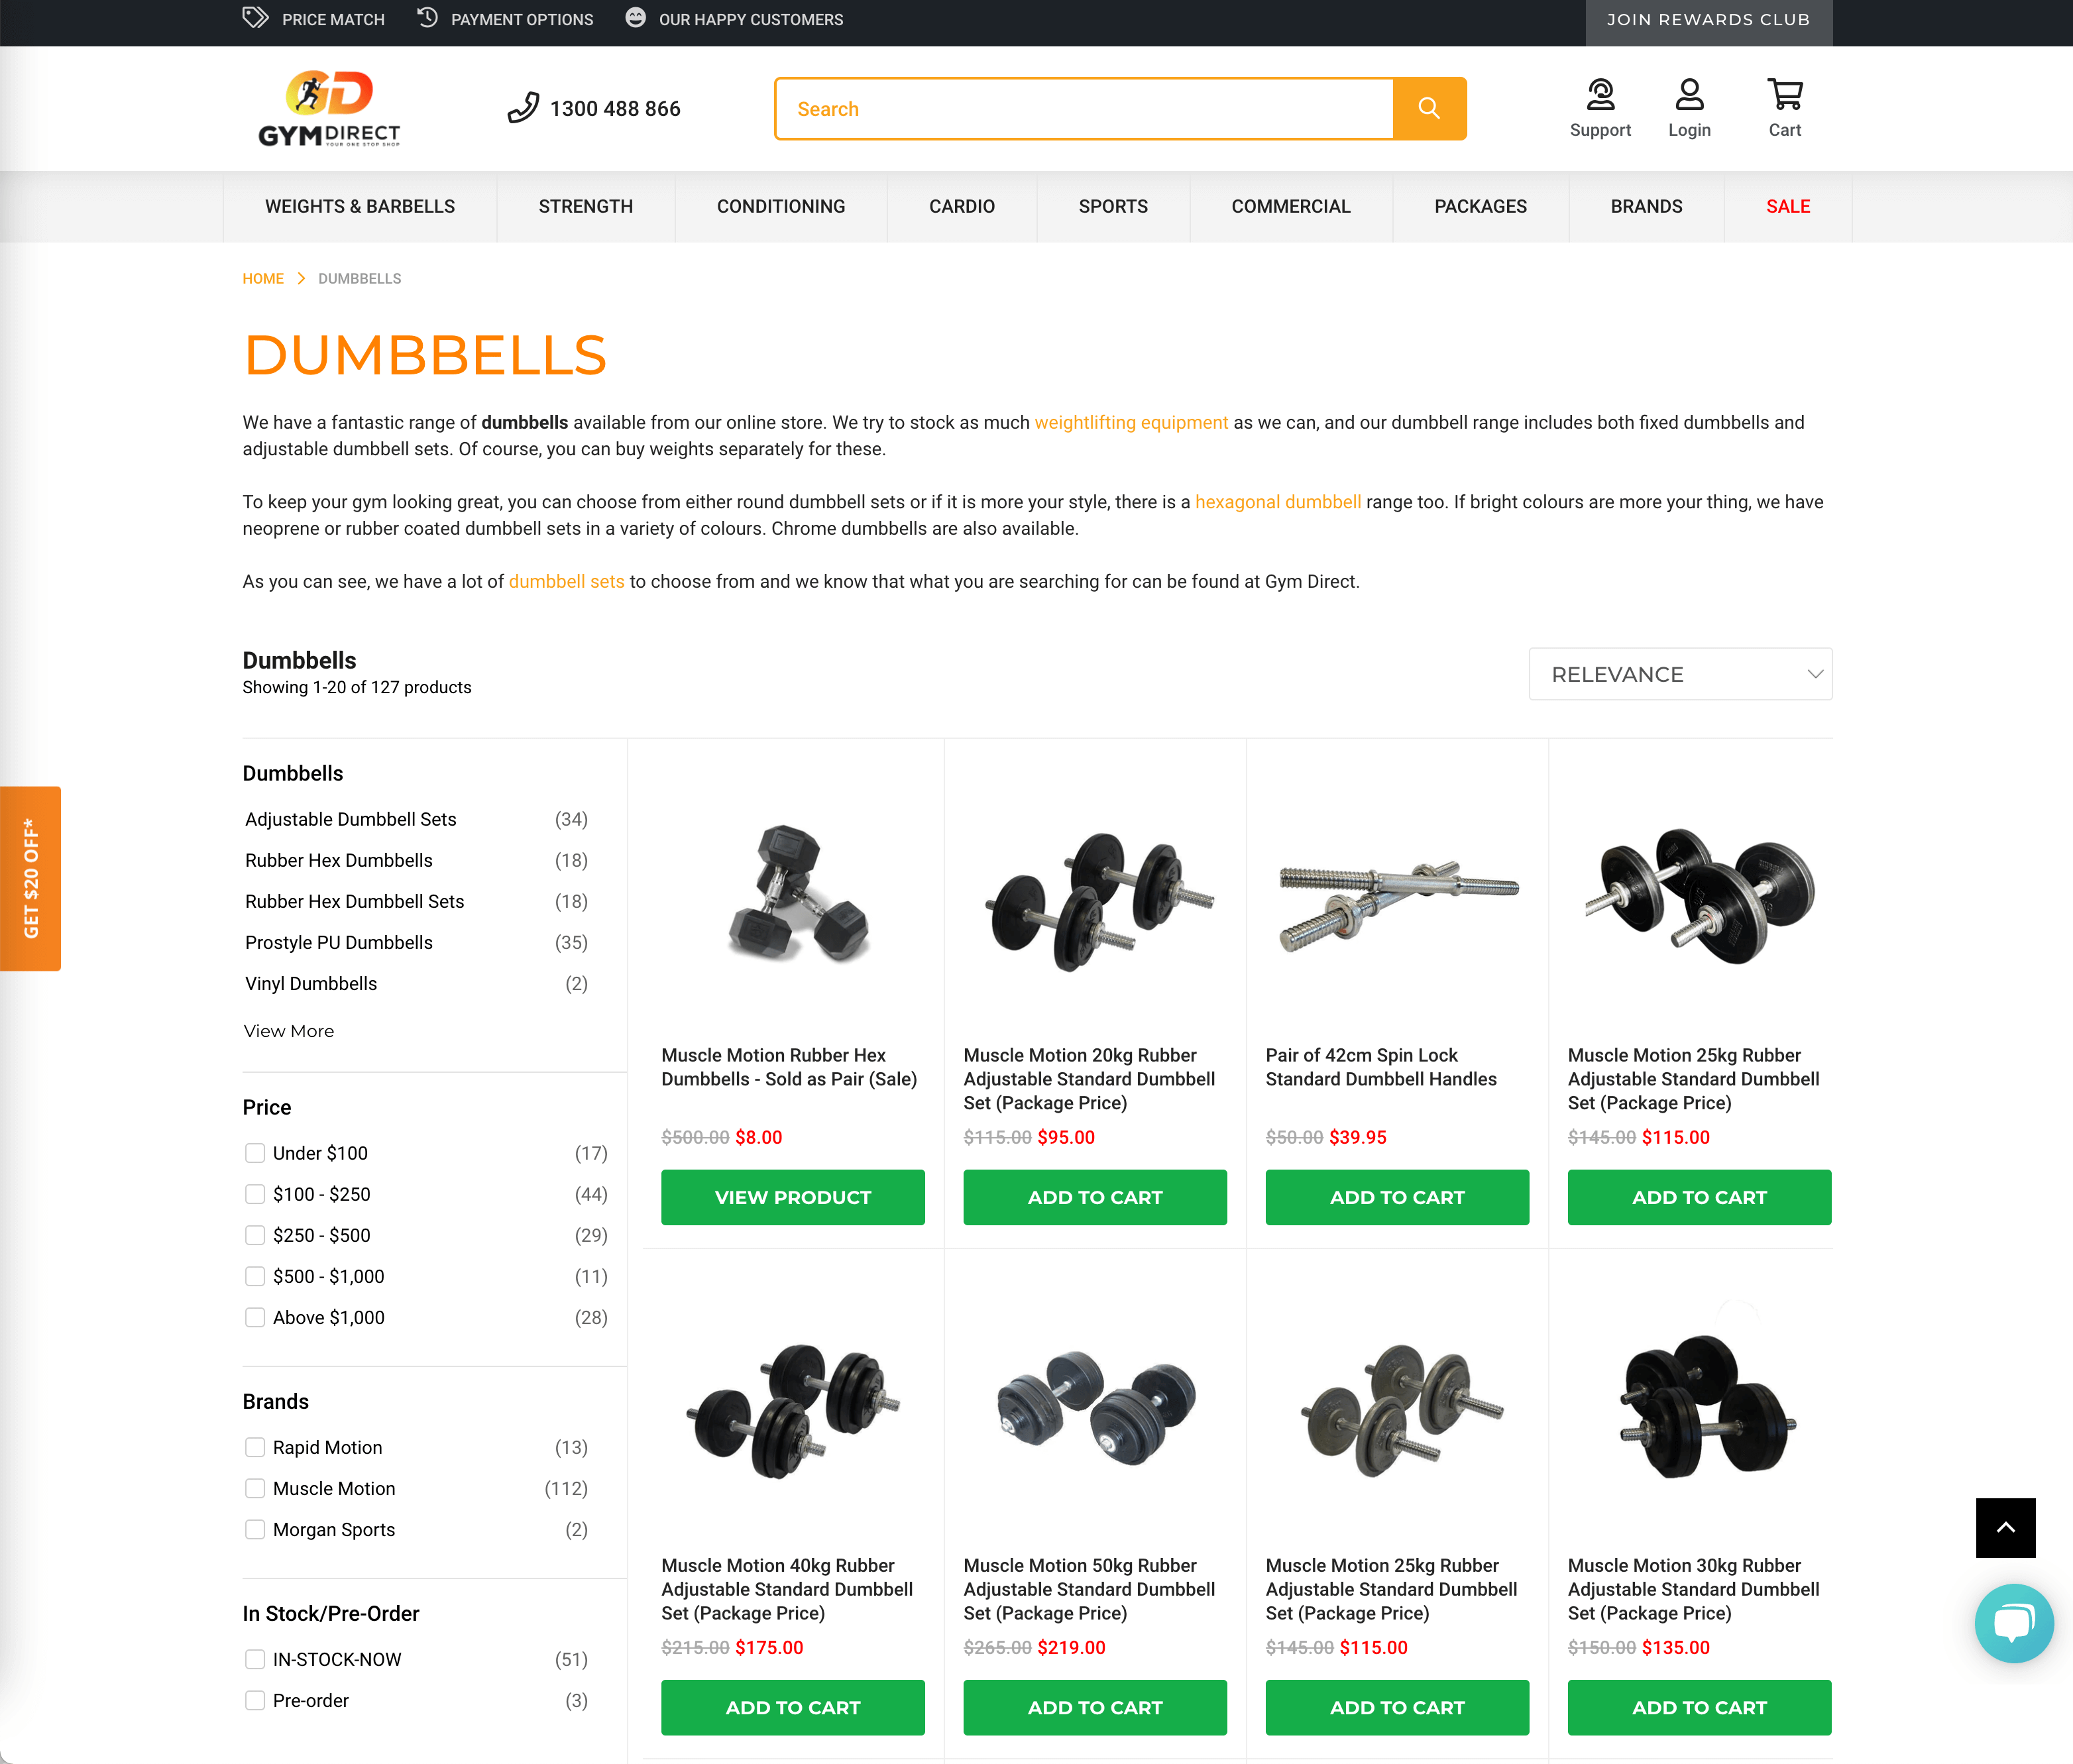 PRICE MATCH
PAYMENT OPTIONS
OUR HAPPY CUSTOMERS
JOIN REWARDS CLUB
GD
GYMDIRECT
YOUR ONE STOP SHOP
1300 488 866
Search
Support
Login
Cart
WEIGHTS & BARBELLS
STRENGTH
CONDITIONING
CARDIO
SPORTS
COMMERCIAL
PACKAGES
BRANDS
SALE
HOME > DUMBBELLS
DUMBBELLS
We have a fantastic range of dumbbells available from our online store. We try to stock as much weightlifting equipment as we can, and our dumbbell range includes both fixed dumbbells and
adjustable dumbbell sets. Of course, you can buy weights separately for these.
To keep your gym looking great, you can choose from either round dumbbell sets or if it is more your style, there is a hexagonal dumbbell range too. If bright colours are more your thing, we have
neoprene or rubber coated dumbbell sets in a variety of colours. Chrome dumbbells are also available.
As you can see, we have a lot of dumbbell sets to choose from and we know that what you are searching for can be found at Gym Direct.
Dumbbells
Showing 1-20 of 127 products
RELEVANCE
GET $20 OFF*
Dumbbells
Adjustable Dumbbell Sets (34)
Rubber Hex Dumbbells (18)
Rubber Hex Dumbbell Sets (18)
Prostyle PU Dumbbells (35)
Vinyl Dumbbells (2)
View More
Price
Under $100 (17)
$100 - $250 (44)
$250 - $500 (29)
$500 - $1,000 (11)
Above $1,000 (28)
Brands
Rapid Motion (13)
Muscle Motion (112)
Morgan Sports (2)
In Stock/Pre-Order
IN-STOCK-NOW (51)
Pre-order (3)
Muscle Motion Rubber Hex
Dumbbells - Sold as Pair (Sale)
$500.00 $8.00
VIEW PRODUCT
Muscle Motion 20kg Rubber
Adjustable Standard Dumbbell
Set (Package Price)
$115.00 $95.00
ADD TO CART
Pair of 42cm Spin Lock
Standard Dumbbell Handles
$50.00 $39.95
ADD TO CART
Muscle Motion 25kg Rubber
Adjustable Standard Dumbbell
Set (Package Price)
$145.00 $115.00
ADD TO CART
Muscle Motion 40kg Rubber
Adjustable Standard Dumbbell
Set (Package Price)
$215.00 $175.00
ADD TO CART
Muscle Motion 50kg Rubber
Adjustable Standard Dumbbell
Set (Package Price)
$265.00 $219.00
ADD TO CART
Muscle Motion 25kg Rubber
Adjustable Standard Dumbbell
Set (Package Price)
$145.00 $115.00
ADD TO CART
Muscle Motion 30kg Rubber
Adjustable Standard Dumbbell
Set (Package Price)
$150.00 $135.00
ADD TO CART